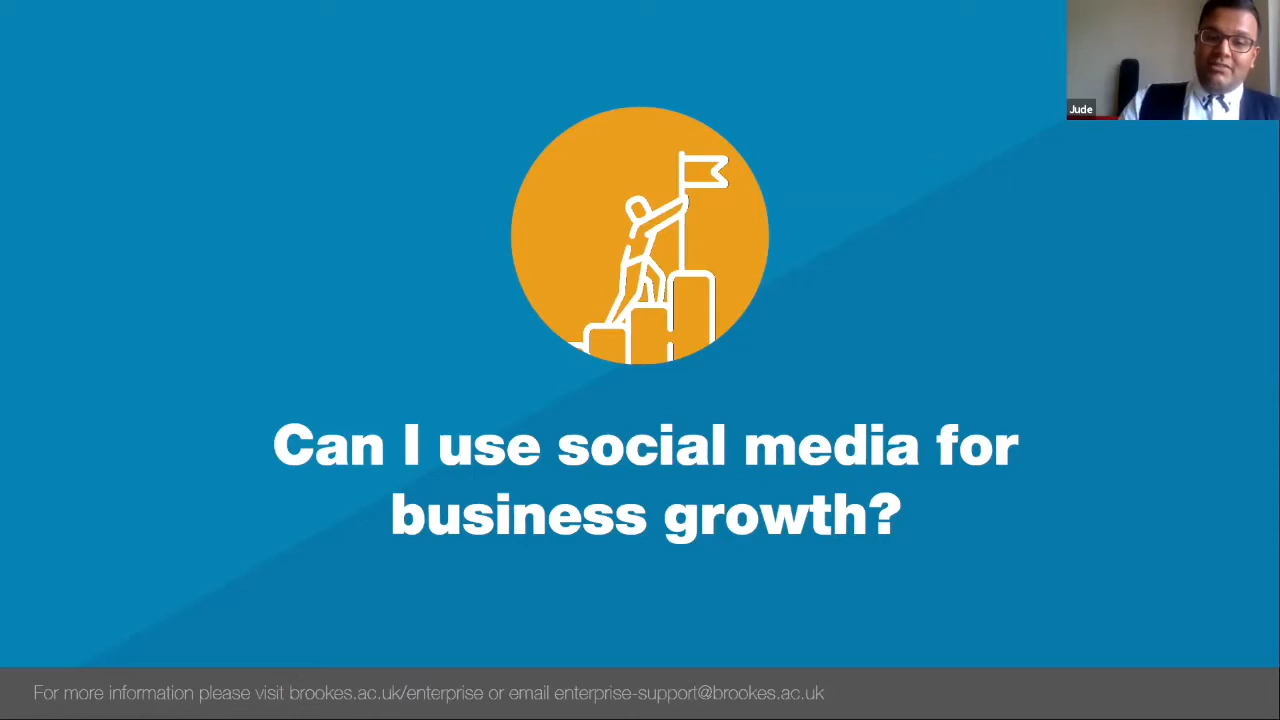 Jude
Can I use social media for
business growth?
For more information please visit brookes.ac.uk/enterprise or email enterprise-support@brookes.ac.uk